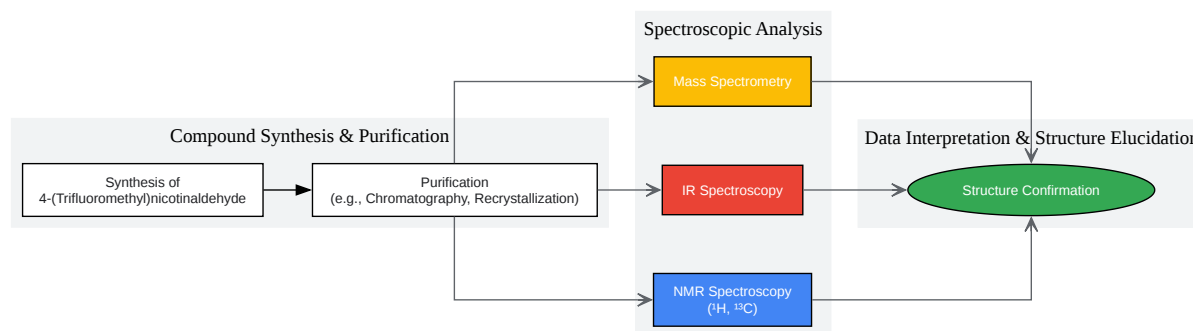 Spectroscopic Analysis
Mass Spectrometry
Compound Synthesis & Purification
Data Interpretation & Structure Elucidation
Synthesis of
4-(Trifluoromethyl)nicotinaldehyde
Purification
(e.g., Chromatography, Recrystallization)
IR Spectroscopy
Structure Confirmation
NMR Spectroscopy
(¹H, ¹³C)